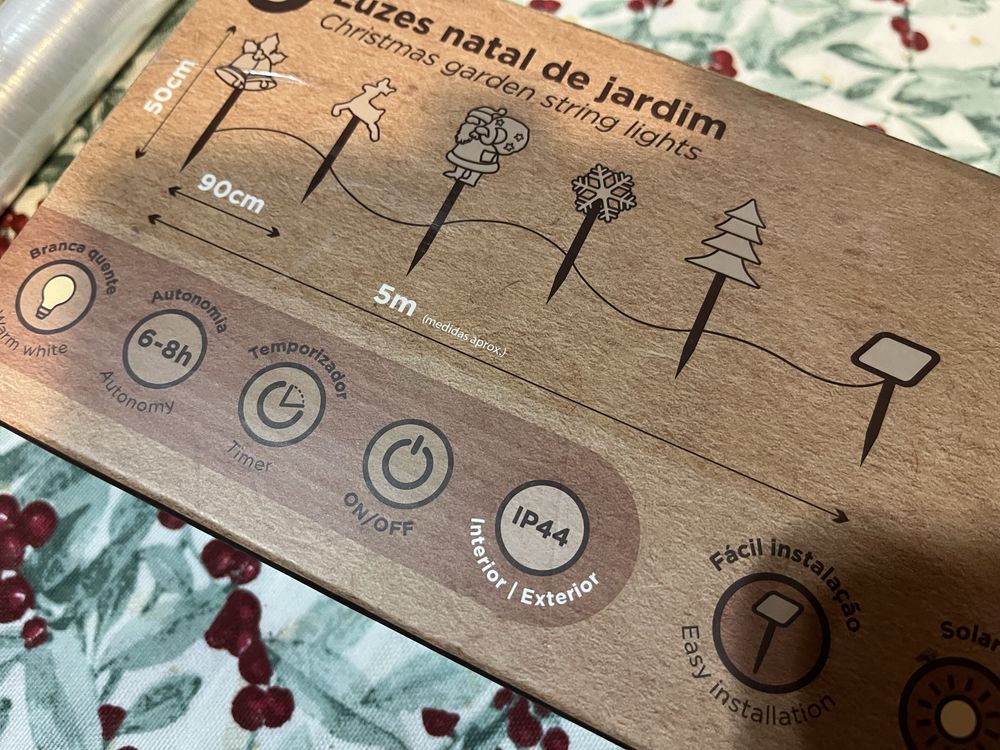 Luzes natal de jardim
Christmas garden string lights
50cm
90cm
5m (medidas aprox.)
Branca quente
Warm white
Autonomia
6-8h
Autonomy
Temporizador
Timer
ON/OFF
IP44
Interior | Exterior
Fácil instalação
Easy installation
Solar